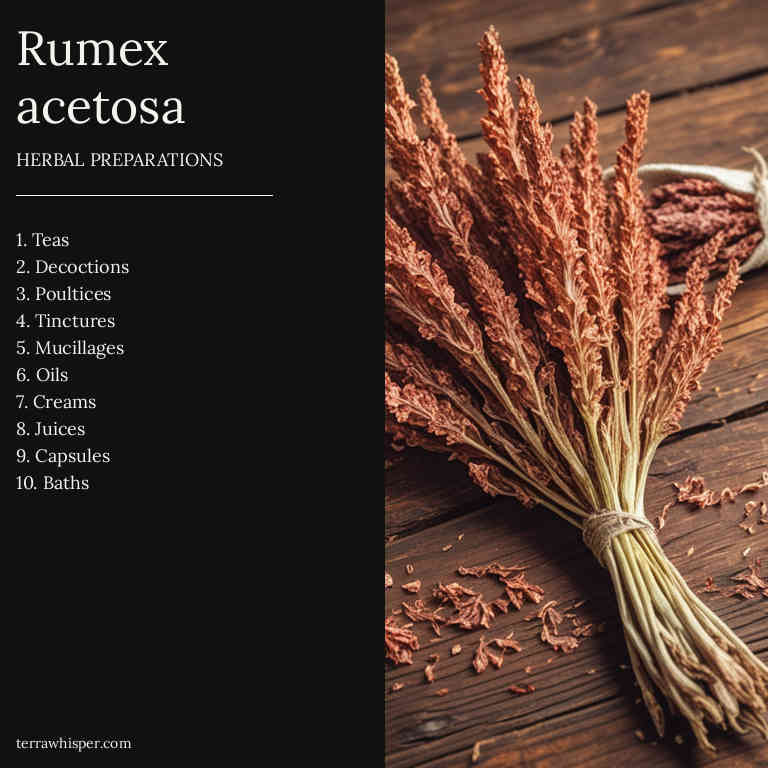 Rumex
acetosa
HERBAL PREPARATIONS
1. Teas
2. Decoctions
3. Poultices
4. Tinctures
5. Mucillages
6. Oils
7. Creams
8. Juices
9. Capsules
10. Baths
terrawhisper.com